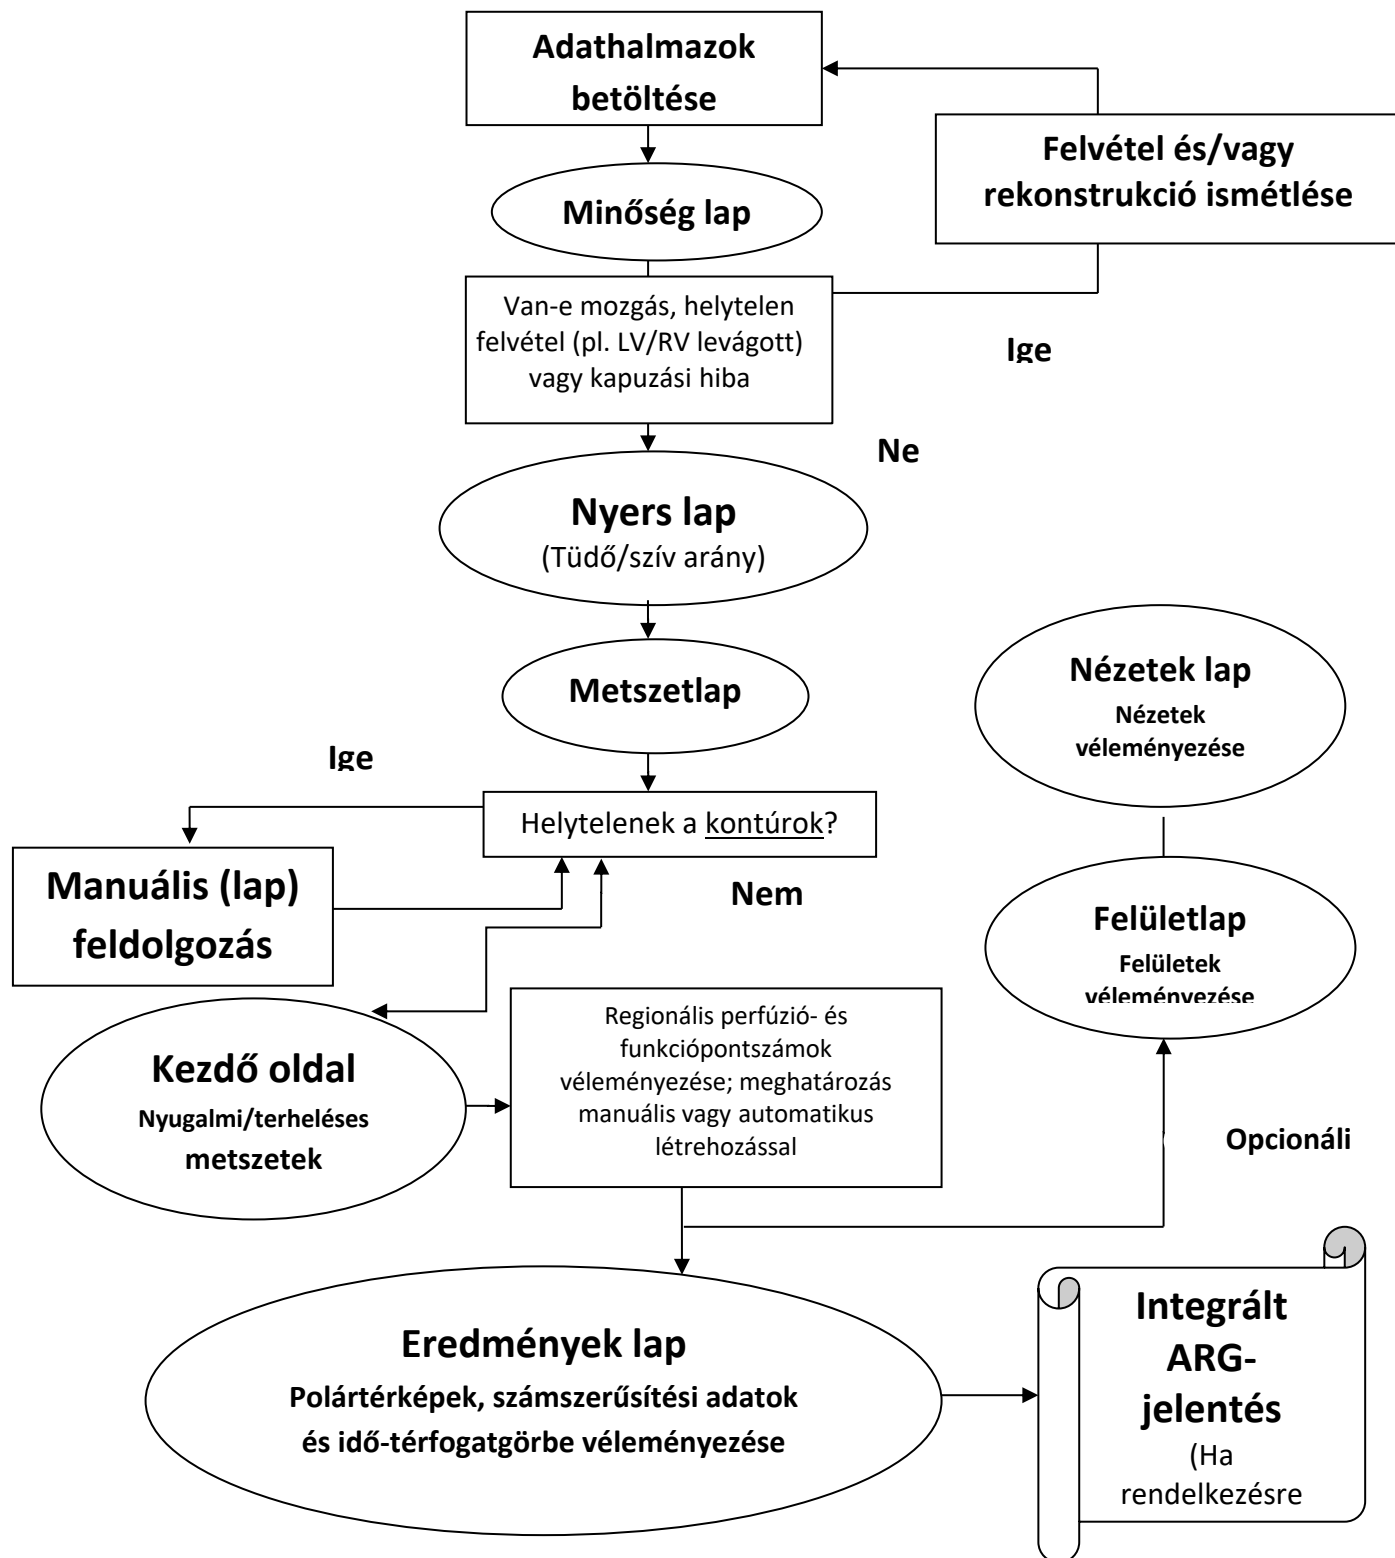 Adathalmazok
betöltése
Felvétel és/vagy
rekonstrukció ismétlése
Minőség lap
Van-e mozgás, helytelen
felvétel (pl. LV/RV levágott)
vagy kapuzási hiba
Ige
Ne
Nyers lap
(Tüdő/szív arány)
Metszetlap
Nézetek lap
Nézetek
véleményezése
Ige
Helytelenek a kontúrok?
Manuális (lap)
feldolgozás
Nem
Felületlap
Felületek
véleményezése
Kezdő oldal
Nyugalmi/terheléses
metszetek
Regionális perfúzió- és
funkciópontszámok
véleményezése; meghatározás
manuális vagy automatikus
létrehozással
Opcionáli
Eredmények lap
Polártérképek, számszerűsítési adatok
és idő-térfogatgörbe véleményezése
Integrált
ARG-
jelentés
(Ha
rendelkezésre